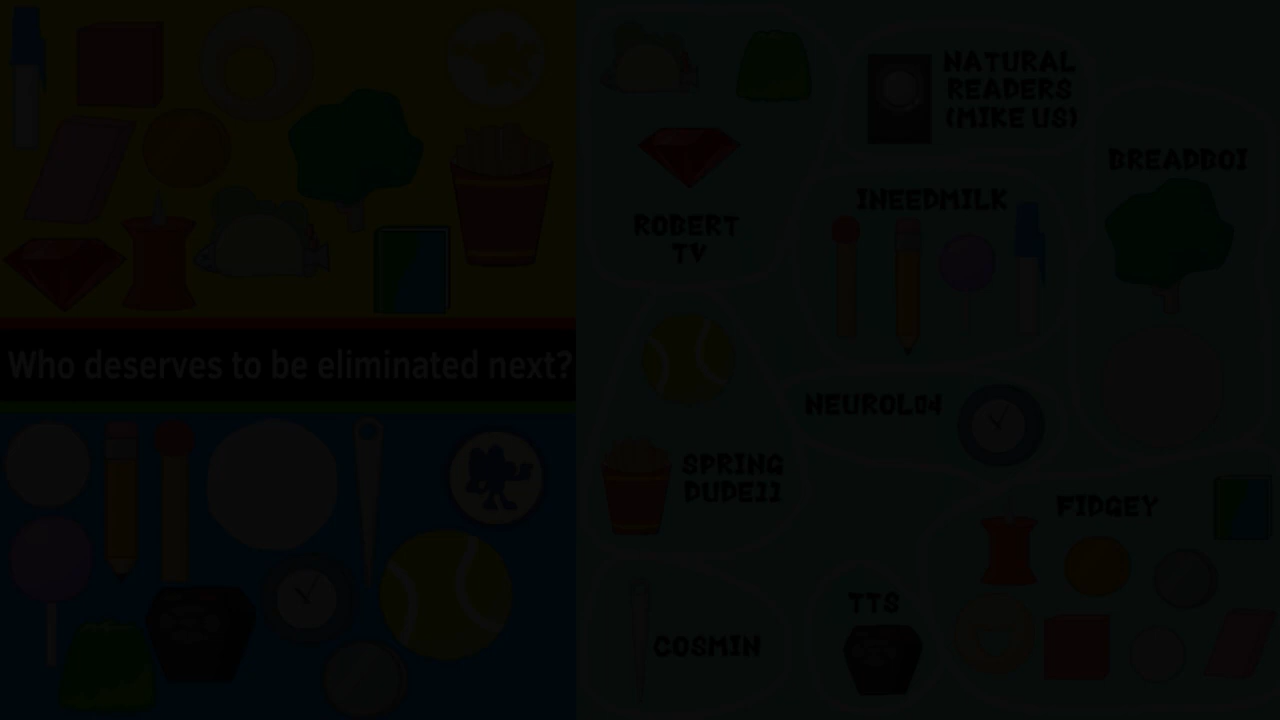 Who deserves to be eliminated next?
NATURAL
READERS
(MIKE US)
BREADBOI
INEEDMILK
ROBERT
TV
NEUROL04
SPRING
DUDE11
FIDGEY
TTS
COSMIN